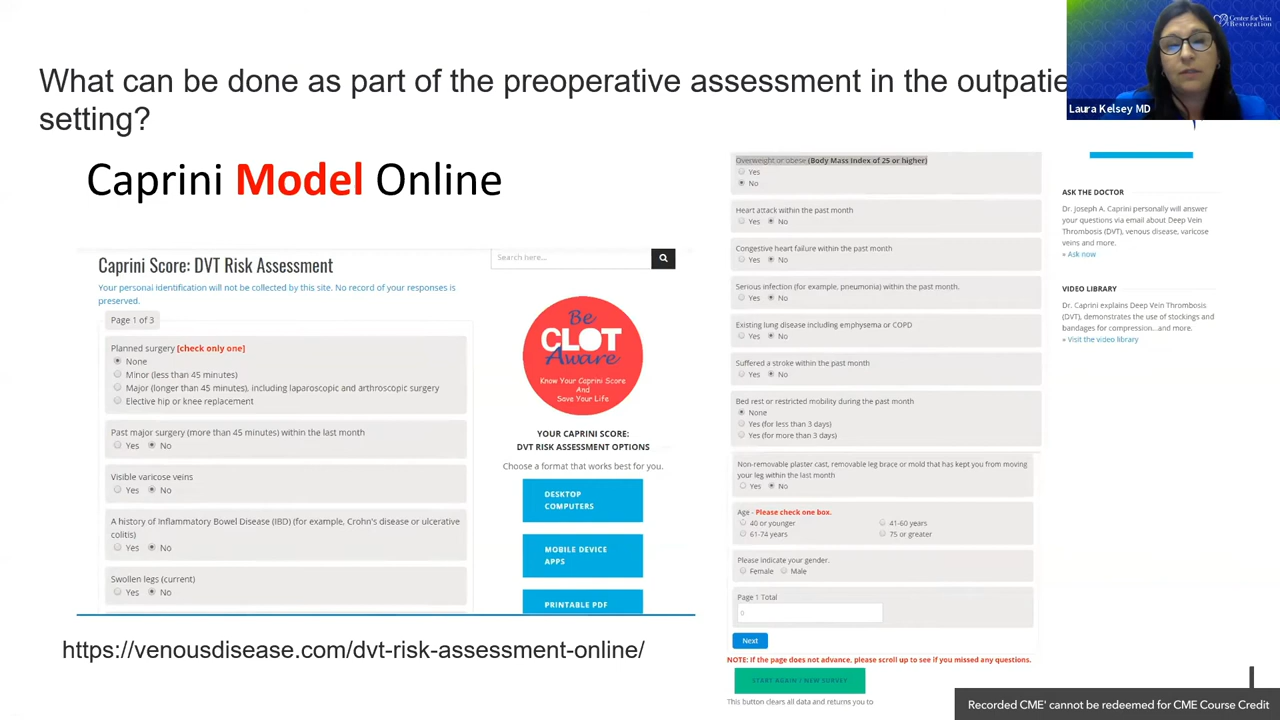 What can be done as part of the preoperative assessment in the outpatie
setting?
Center for Vein
Restoration
Laura Kelsey MD
Caprini Model Online
Caprini Score: DVT Risk Assessment
Your personal identification will not be collected by this site. No record of your responses is
preserved.
Page 1 of 3
Planned surgery [check only one]
None
Minor (less than 45 minutes)
Major (longer than 45 minutes), including laparoscopic and arthroscopic surgery
Elective hip or knee replacement
Past major surgery (more than 45 minutes) within the last month
Yes No
Visible varicose veins
Yes No
A history of Inflammatory Bowel Disease (IBD) (for example, Crohn's disease or ulcerative
colitis)
Yes No
Swollen legs (current)
Yes No
Search here...
Be
CLOT
Aware
Know Your Caprini Score
And
Save Your Life
YOUR CAPRINI SCORE:
DVT RISK ASSESSMENT OPTIONS
Choose a format that works best for you.
DESKTOP
COMPUTERS
MOBILE DEVICE
APPS
PRINTABLE PDF
https://venousdisease.com/dvt-risk-assessment-online/
Overweight or obese (Body Mass Index of 25 or higher)
Yes
No
Heart attack within the past month
Yes No
Congestive heart failure within the past month
Yes No
Serious infection (for example, pneumonia) within the past month.
Yes No
Existing lung disease including emphysema or COPD
Yes No
Suffered a stroke within the past month
Yes No
Bed rest or restricted mobility during the past month
None
Yes (for less than 3 days)
Yes (for more than 3 days)
Non-removable plaster cast, removable leg brace or mold that has kept you from moving
your leg within the last month
Yes No
Age - Please check one box.
40 or younger 41-60 years
61-74 years 75 or greater
Please indicate your gender.
Female Male
Page 1 Total
0
Next
NOTE: If the page does not advance, please scroll up to see if you missed any questions.
START AGAIN / NEW SURVEY
This button clears all data and returns you to
ASK THE DOCTOR
Dr. Joseph A. Caprini personally will answer
your questions via email about Deep Vein
Thrombosis (DVT), venous disease, varicose
veins and more.
» Ask now
VIDEO LIBRARY
Dr. Caprini explains Deep Vein Thrombosis
(DVT), demonstrates the use of stockings and
bandages for compression...and more.
» Visit the video library
Recorded CME' cannot be redeemed for CME Course Credit